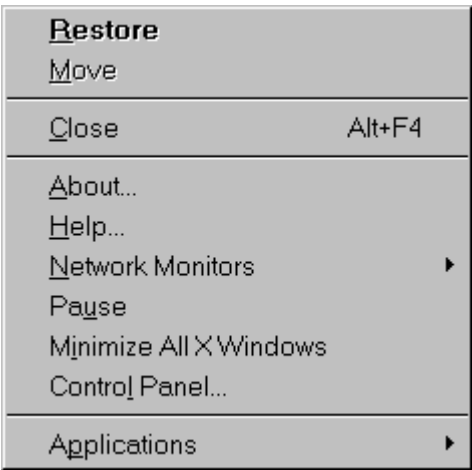 Restore
Move
Close Alt+F4
About...
Help...
Network Monitors
Pause
Minimize All X Windows
Control Panel...
Applications